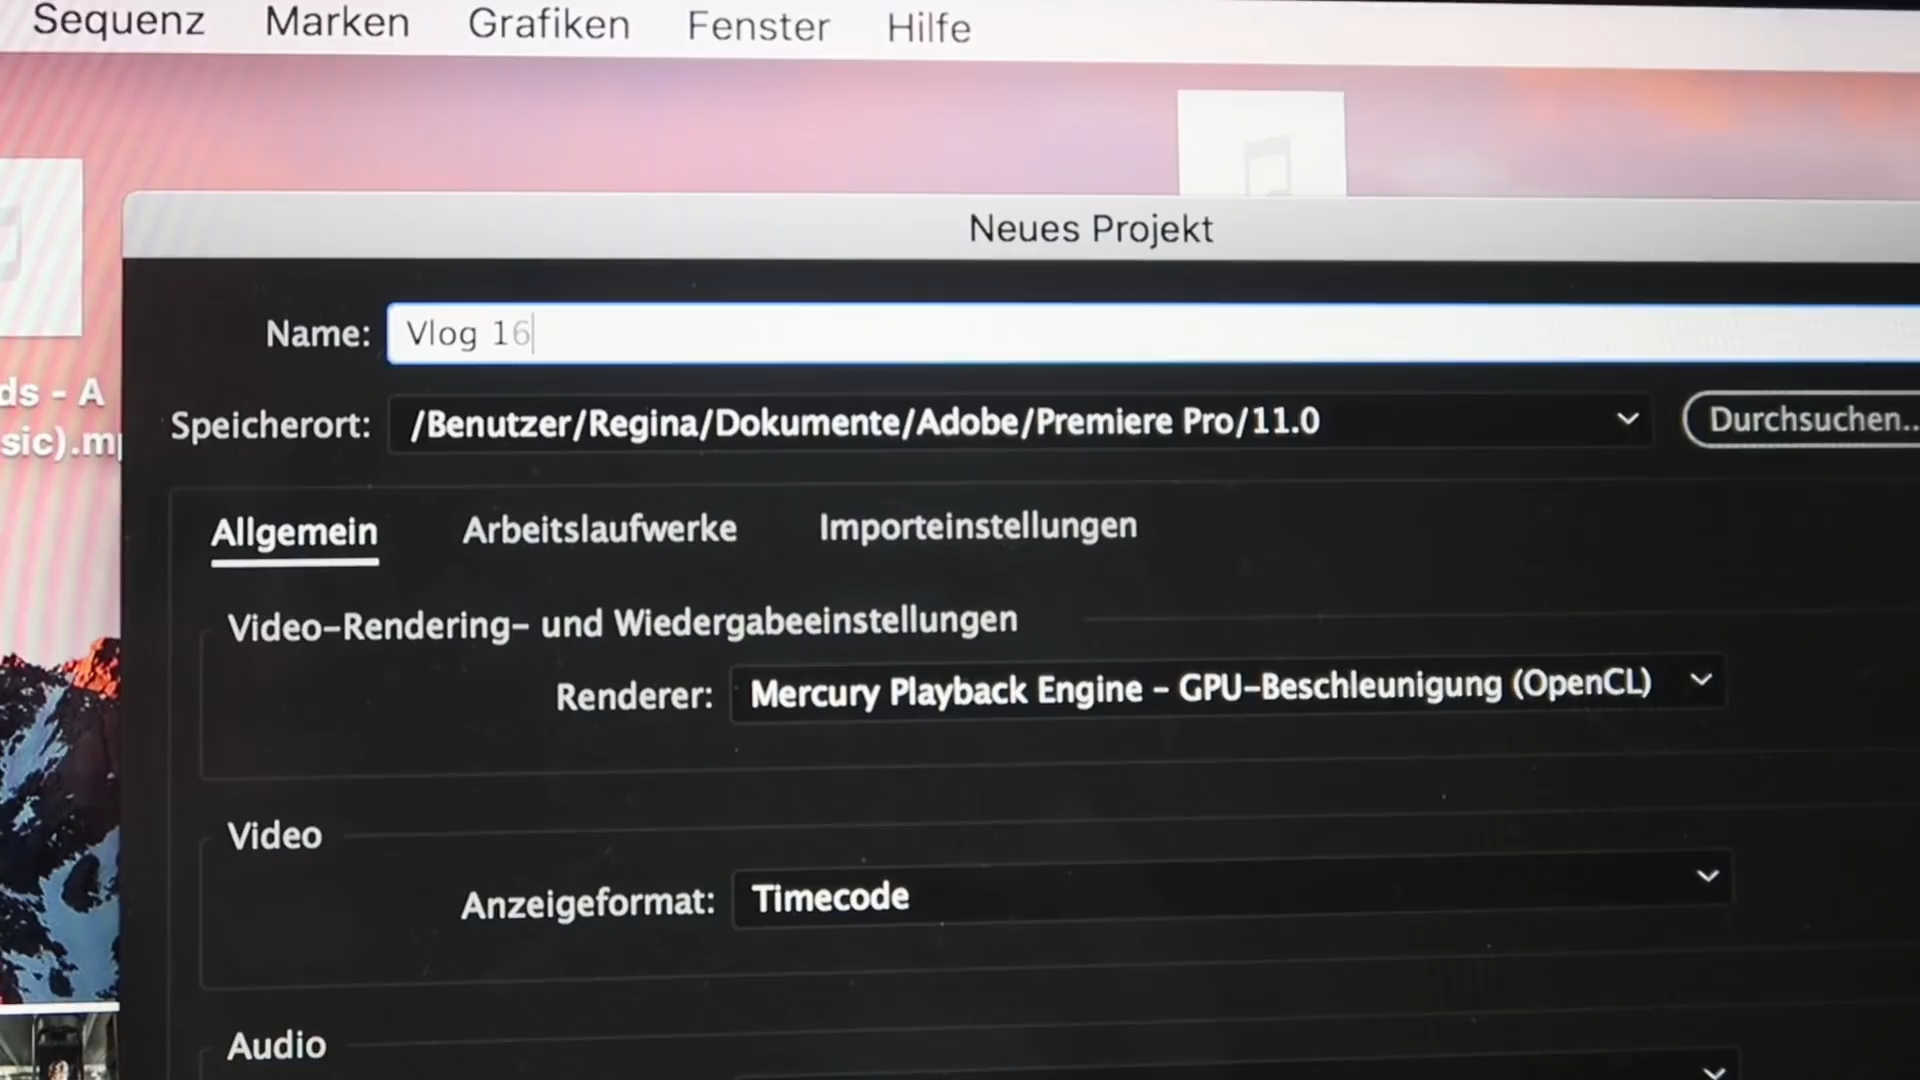 Sequenz Marken Grafiken Fenster Hilfe
Neues Projekt
Name: Vlog 16
ds - A
sic).m
Speicherort: /Benutzer/Regina/Dokumente/Adobe/Premiere Pro/11.0 Durchsuchen...
Allgemein Arbeitslaufwerke Importeinstellungen
Video-Rendering- und Wiedergabeeinstellungen
Renderer: Mercury Playback Engine - GPU-Beschleunigung (OpenCL)
Video
Anzeigeformat: Timecode
Audio